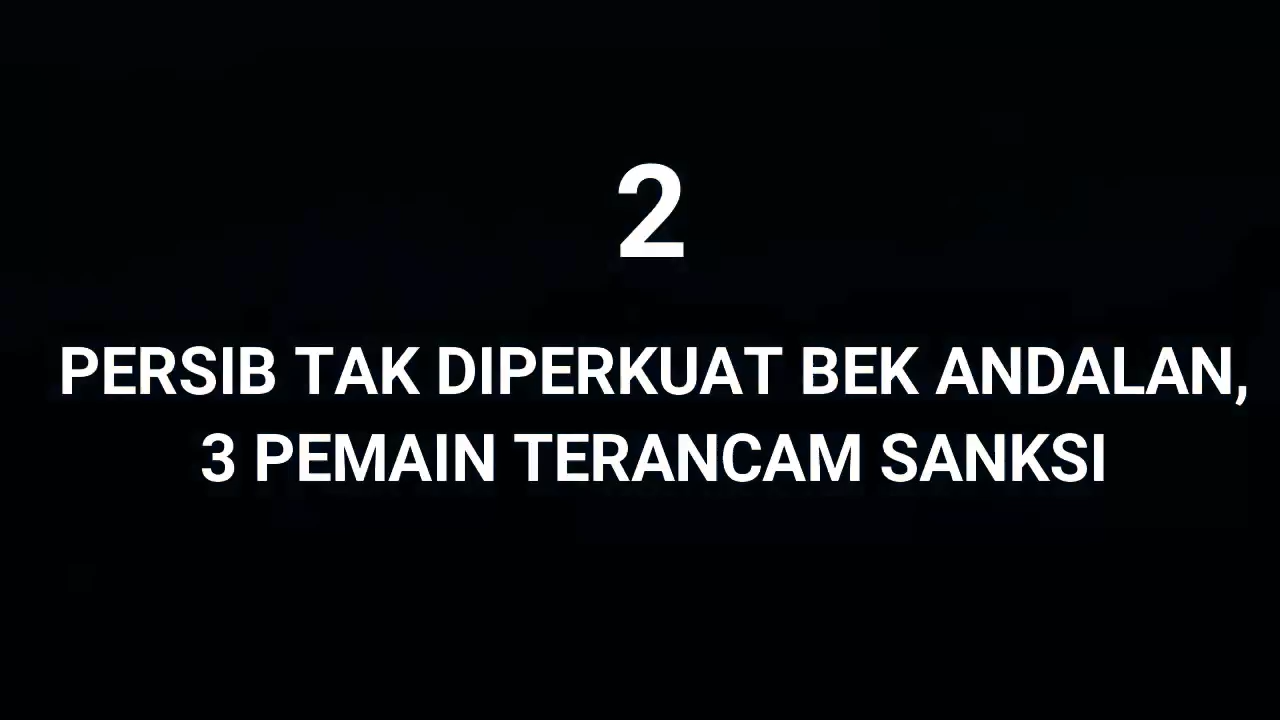 2
PERSIB TAK DIPERKUAT BEK ANDALAN,
3 PEMAIN TERANCAM SANKSI